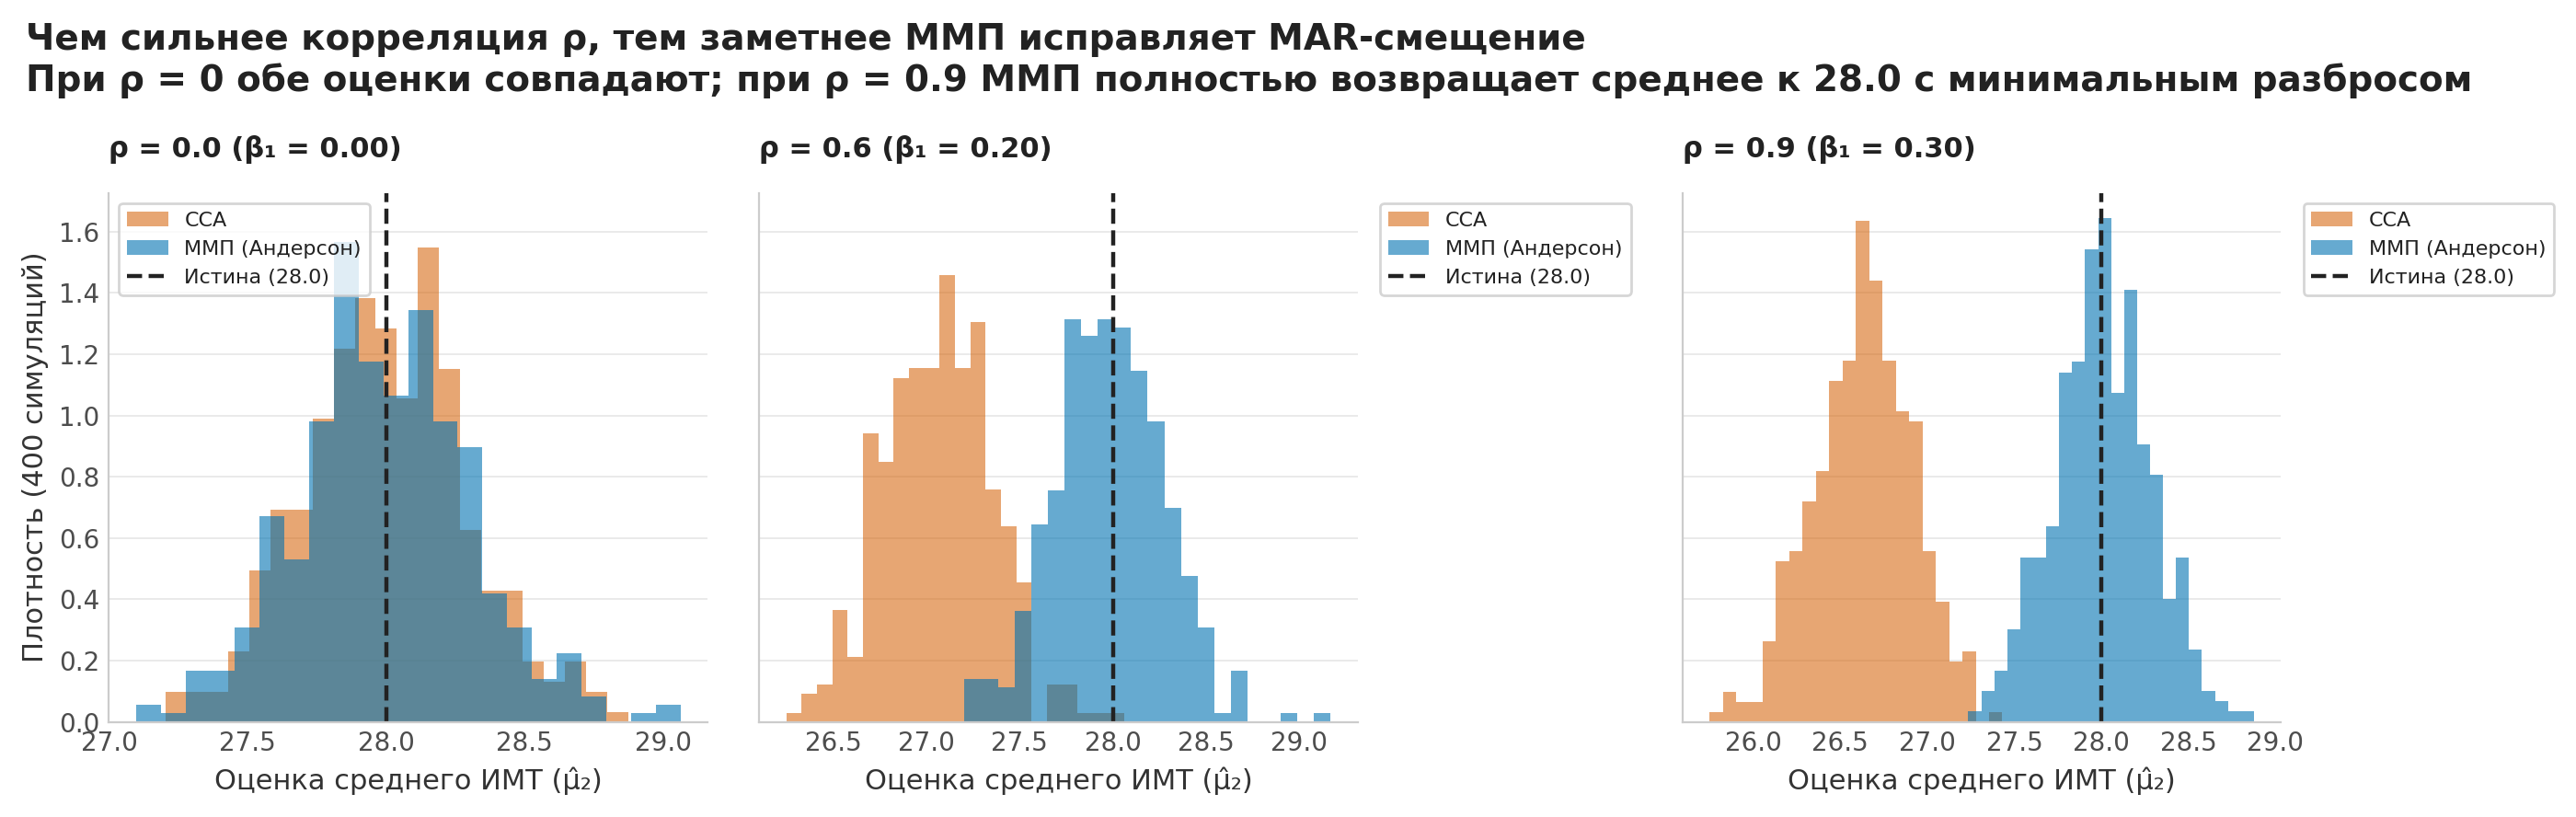 Чем сильнее корреляция ρ, тем заметнее ММП исправляет MAR-смещение
При ρ = 0 обе оценки совпадают; при ρ = 0.9 ММП полностью возвращает среднее к 28.0 с минимальным разбросом
ρ = 0.0 (β₁ = 0.00)
ρ = 0.6 (β₁ = 0.20)
ρ = 0.9 (β₁ = 0.30)
CCA
ММП (Андерсон)
Истина (28.0)
CCA
ММП (Андерсон)
Истина (28.0)
CCA
ММП (Андерсон)
Истина (28.0)
Плотность (400 симуляций)
1.6
1.4
1.2
1.0
0.8
0.6
0.4
0.2
0.0
27.0 27.5 28.0 28.5 29.0
26.5 27.0 27.5 28.0 28.5 29.0
26.0 26.5 27.0 27.5 28.0 28.5 29.0
Оценка среднего ИМТ (μ̂₂)
Оценка среднего ИМТ (μ̂₂)
Оценка среднего ИМТ (μ̂₂)